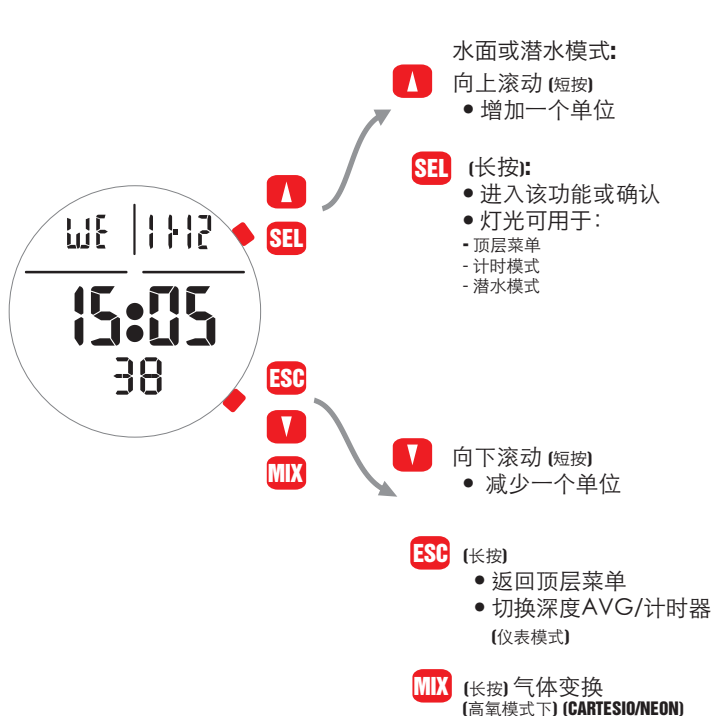 WE 11-12
15:05
38
SEL
ESC
MIX
水面或潜水模式:
向上滚动 (短按)
• 增加一个单位
SEL (长按):
• 进入该功能或确认
• 灯光可用于:
- 顶层菜单
- 计时模式
- 潜水模式
向下滚动 (短按)
• 减少一个单位
ESC (长按)
• 返回顶层菜单
• 切换深度AVG/计时器
(仪表模式)
MIX (长按) 气体变换
(高氧模式下) (CARTESIO/NEON)